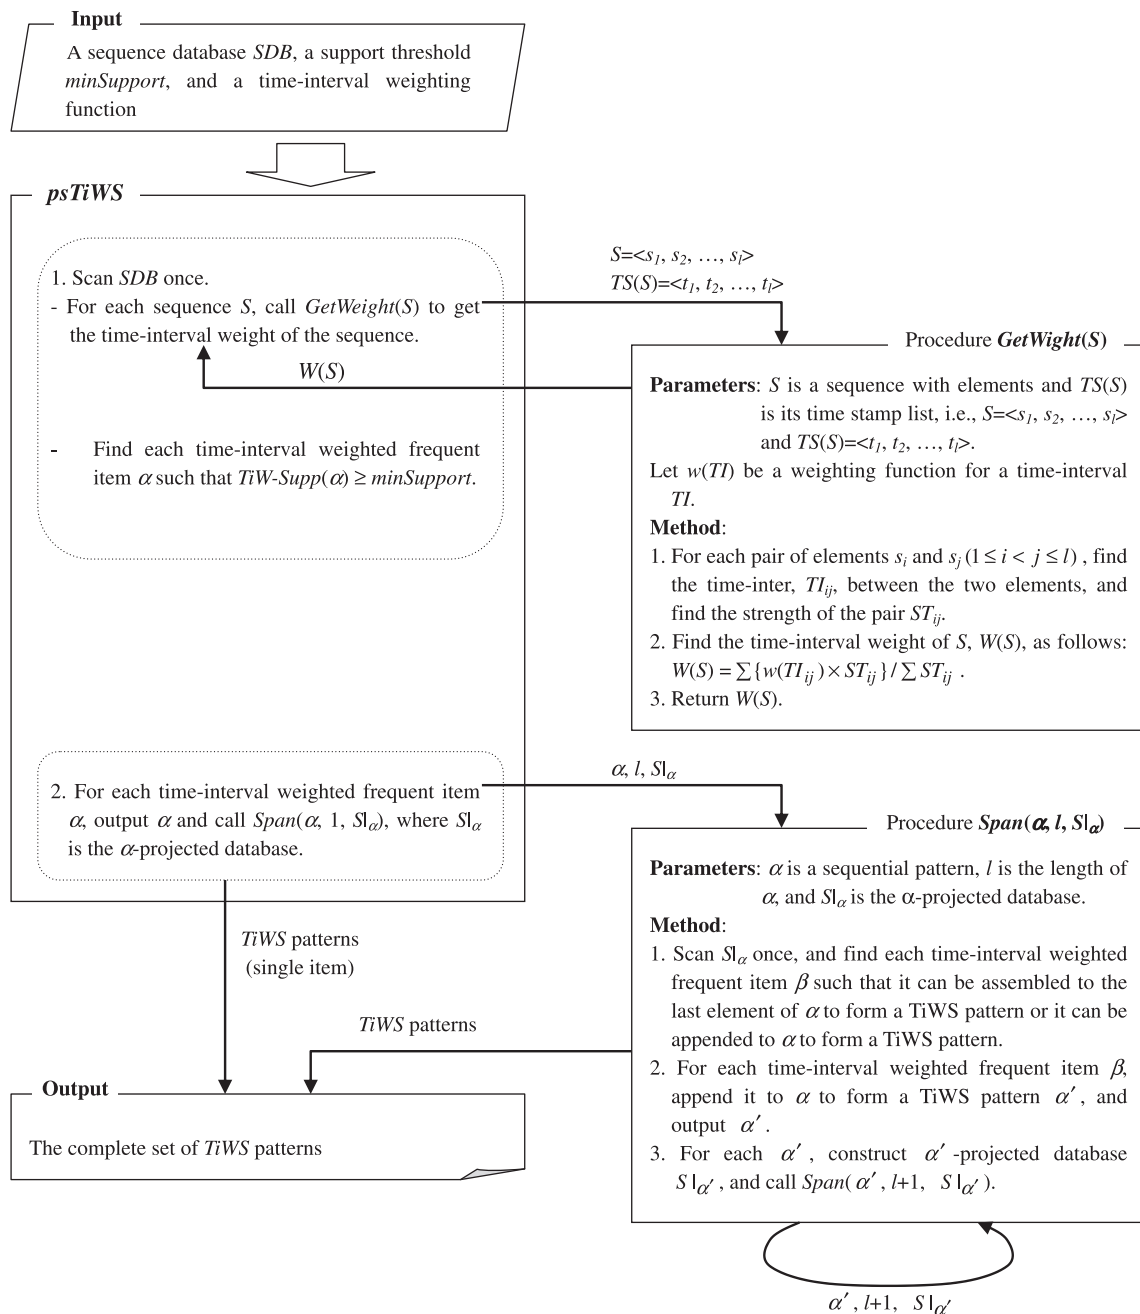 Input
A sequence database SDB, a support threshold
minSupport, and a time-interval weighting
function
psTiWS
1. Scan SDB once.
- For each sequence S, call GetWeight(S) to get
the time-interval weight of the sequence.
W(S)
- Find each time-interval weighted frequent
item α such that TiW-Supp(α) ≥ minSupport.
2. For each time-interval weighted frequent item
α, output α and call Span(α, 1, S|α), where S|α
is the α-projected database.
S=<s1, s2, …, sl>
TS(S)=<t1, t2, …, tl>
Procedure GetWight(S)
Parameters: S is a sequence with elements and TS(S)
is its time stamp list, i.e., S=<s1, s2, …, sl>
and TS(S)=<t1, t2, …, tl>.
Let w(TI) be a weighting function for a time-interval
TI.
Method:
1. For each pair of elements si and sj (1 ≤ i < j ≤ l) , find
the time-inter, TIij, between the two elements, and
find the strength of the pair STij.
2. Find the time-interval weight of S, W(S), as follows:
W(S) = ∑{w(TIij) × STij} / ∑ STij .
3. Return W(S).
α, l, S|α
Procedure Span(α, l, S|α)
Parameters: α is a sequential pattern, l is the length of
α, and S|α is the α-projected database.
Method:
1. Scan S|α once, and find each time-interval weighted
frequent item β such that it can be assembled to the
last element of α to form a TiWS pattern or it can be
appended to α to form a TiWS pattern.
2. For each time-interval weighted frequent item β,
append it to α to form a TiWS pattern α′, and
output α′.
3. For each α′, construct α′-projected database
S|α′, and call Span(α′, l+1, S|α′).
α′, l+1, S|α′
TiWS patterns
(single item)
TiWS patterns
Output
The complete set of TiWS patterns